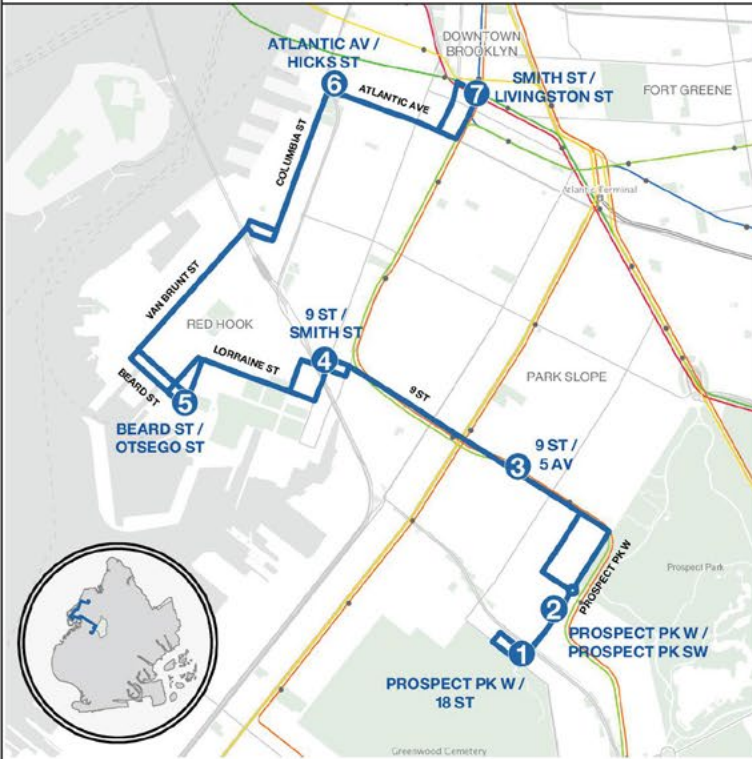 DOWNTOWN
BROOKLYN
ATLANTIC AV /
HICKS ST
6
ATLANTIC AVE
7
SMITH ST /
LIVINGSTON ST
FORT GREENE
COLUMBIA ST
Atlantic Terminal
VAN BRUNT ST
RED HOOK
9 ST /
SMITH ST
4
LORRAINE ST
BEARD ST
5
BEARD ST /
OTSEGO ST
PARK SLOPE
9 ST
3
9 ST /
5 AV
PROSPECT PK W
Prospect Park
2
PROSPECT PK W /
PROSPECT PK SW
1
PROSPECT PK W /
18 ST
Greenwood Cemetery